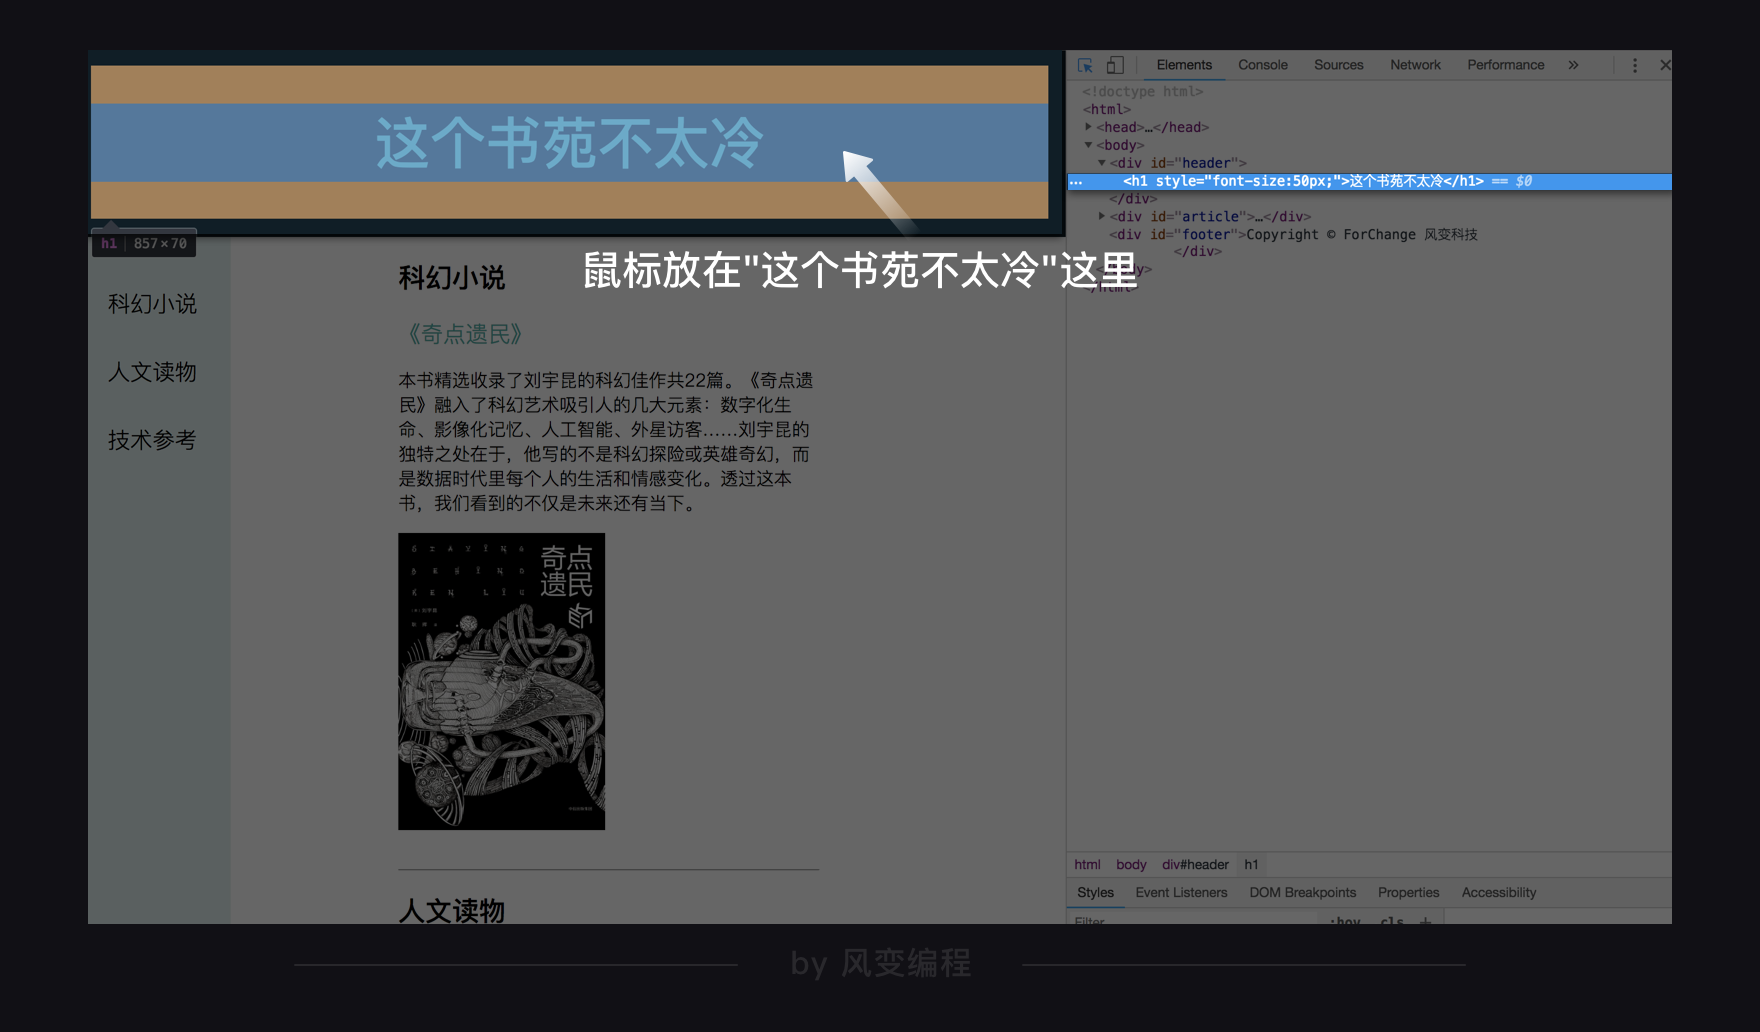 这个书苑不太冷
h1 857×70
鼠标放在"这个书苑不太冷"这里
科幻小说
人文读物
技术参考
科幻小说
《奇点遗民》
本书精选收录了刘宇昆的科幻佳作共22篇。《奇点遗
民》融入了科幻艺术吸引人的几大元素：数字化生
命、影像化记忆、人工智能、外星访客……刘宇昆的
独特之处在于，他写的不是科幻探险或英雄奇幻，而
是数据时代里每个人的生活和情感变化。透过这本
书，我们看到的不仅是未来还有当下。
奇点
遗民
人文读物
Elements Console Sources Network Performance »
<!doctype html>
<html>
<head>…</head>
<body>
<div id="header">
… <h1 style="font-size:50px;">这个书苑不太冷</h1> == $0
</div>
<div id="article">…</div>
<div id="footer">Copyright © ForChange 风变科技
</div>
</body>
</html>
html body div#header h1
Styles Event Listeners DOM Breakpoints Properties Accessibility
Filter :hov .cls +
by 风变编程